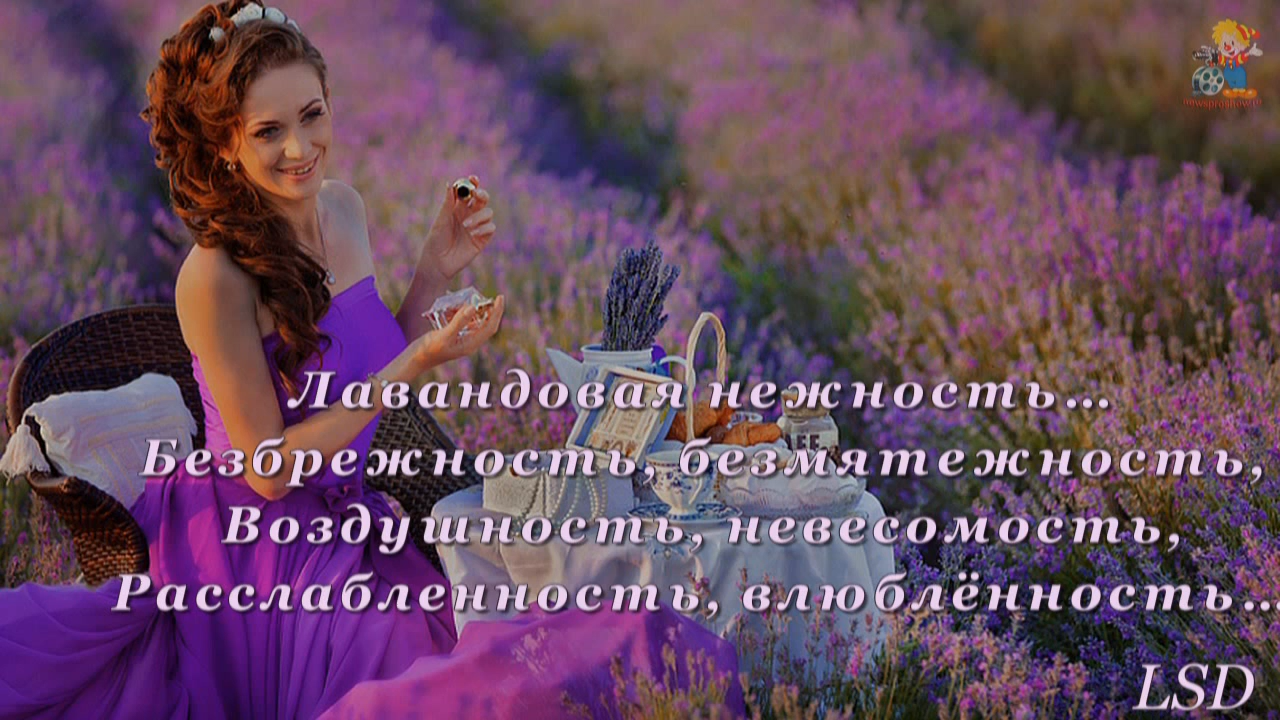 Лавандовая нежность...
Безбрежность, безмятежность,
Воздушность, невесомость,
Расслабленность, влюблённость...
LSD